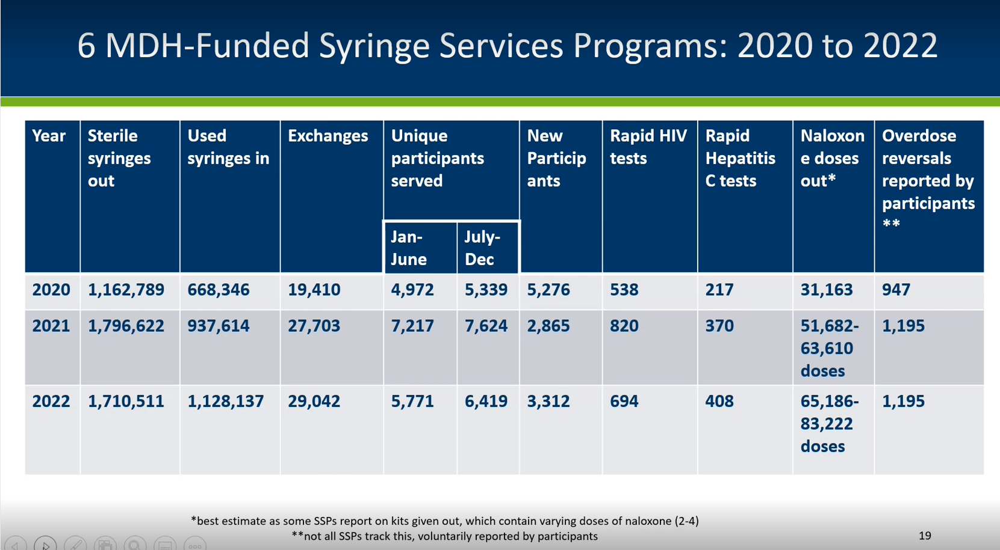 6 MDH-Funded Syringe Services Programs: 2020 to 2022
Year
Sterile
syringes
out
Used
syringes in
Exchanges
Unique
participants
served
Jan-
June
July-
Dec
New
Particip
ants
Rapid HIV
tests
Rapid
Hepatitis
C tests
Naloxon
e doses
out*
Overdose
reversals
reported by
participants
**
2020 1,162,789 668,346 19,410 4,972 5,339 5,276 538 217 31,163 947
2021 1,796,622 937,614 27,703 7,217 7,624 2,865 820 370 51,682- 1,195
63,610
doses
2022 1,710,511 1,128,137 29,042 5,771 6,419 3,312 694 408 65,186- 1,195
83,222
doses
*best estimate as some SSPs report on kits given out, which contain varying doses of naloxone (2-4)
**not all SSPs track this, voluntarily reported by participants
19